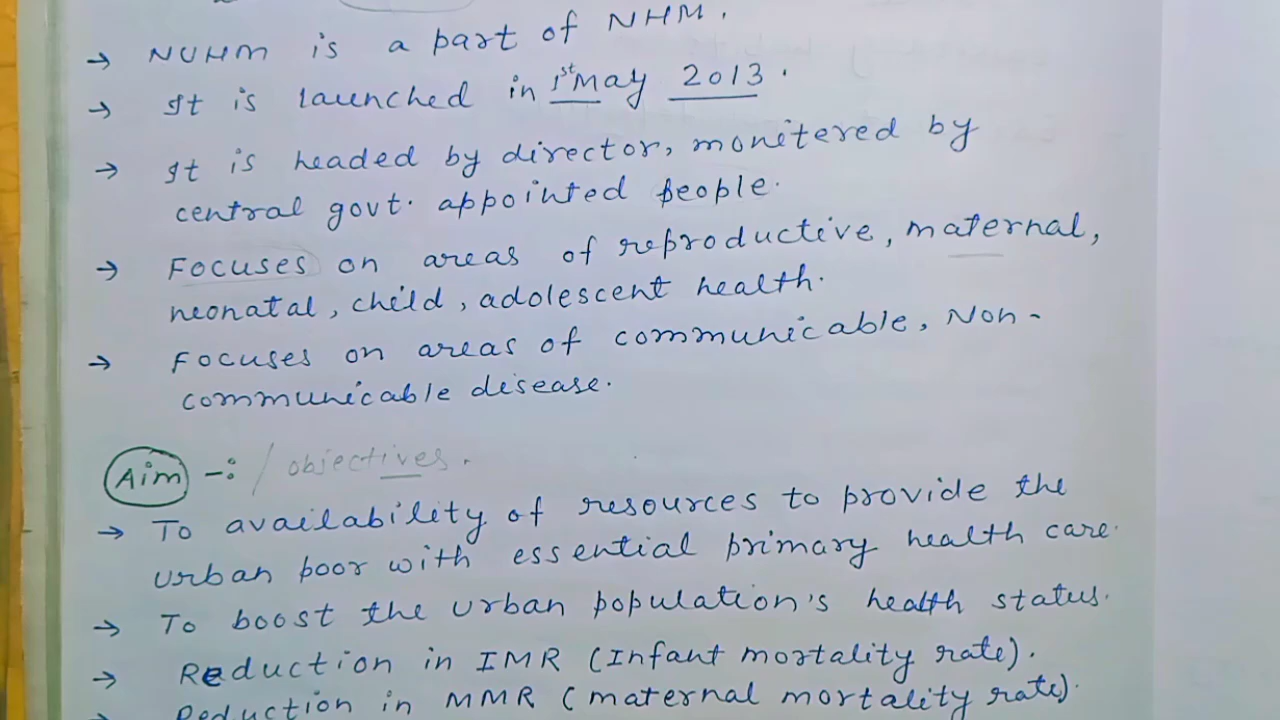 → NUHM is a part of NHM.
→ It is launched in 1st May 2013.
→ It is headed by director, monitered by
central govt. appointed people.
→ Focuses on areas of reproductive, maternal,
neonatal, child, adolescent health.
→ Focuses on areas of communicable, Non-
communicable disease.
Aim -: / objectives.
→ To availability of resources to provide the
urban poor with essential primary health care.
→ To boost the urban population's health status.
→ Reduction in IMR (Infant mortality rate).
→ Reduction in MMR (maternal mortality rate).